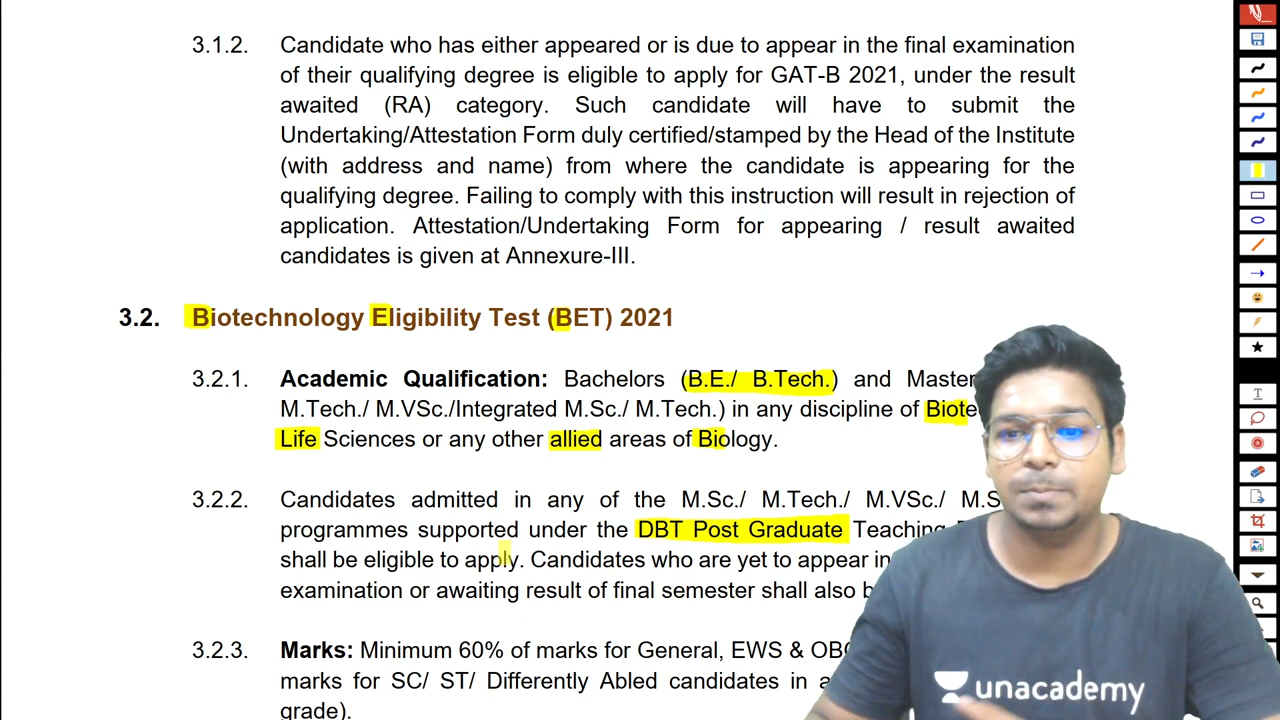 3.1.2. Candidate who has either appeared or is due to appear in the final examination
of their qualifying degree is eligible to apply for GAT-B 2021, under the result
awaited (RA) category. Such candidate will have to submit the
Undertaking/Attestation Form duly certified/stamped by the Head of the Institute
(with address and name) from where the candidate is appearing for the
qualifying degree. Failing to comply with this instruction will result in rejection of
application. Attestation/Undertaking Form for appearing / result awaited
candidates is given at Annexure-III.
3.2. Biotechnology Eligibility Test (BET) 2021
3.2.1. Academic Qualification: Bachelors (B.E./ B.Tech.) and Master
M.Tech./ M.VSc./Integrated M.Sc./ M.Tech.) in any discipline of
Life Sciences or any other allied areas of Biology.
3.2.2. Candidates admitted in any of the M.Sc./ M.Tech./ M.VSc./
programmes supported under the DBT Post Graduate Teaching
shall be eligible to apply. Candidates who are yet to appear in
examination or awaiting result of final semester shall also
3.2.3. Marks: Minimum 60% of marks for General, EWS &
marks for SC/ ST/ Differently Abled candidates in
grade).
unacademy